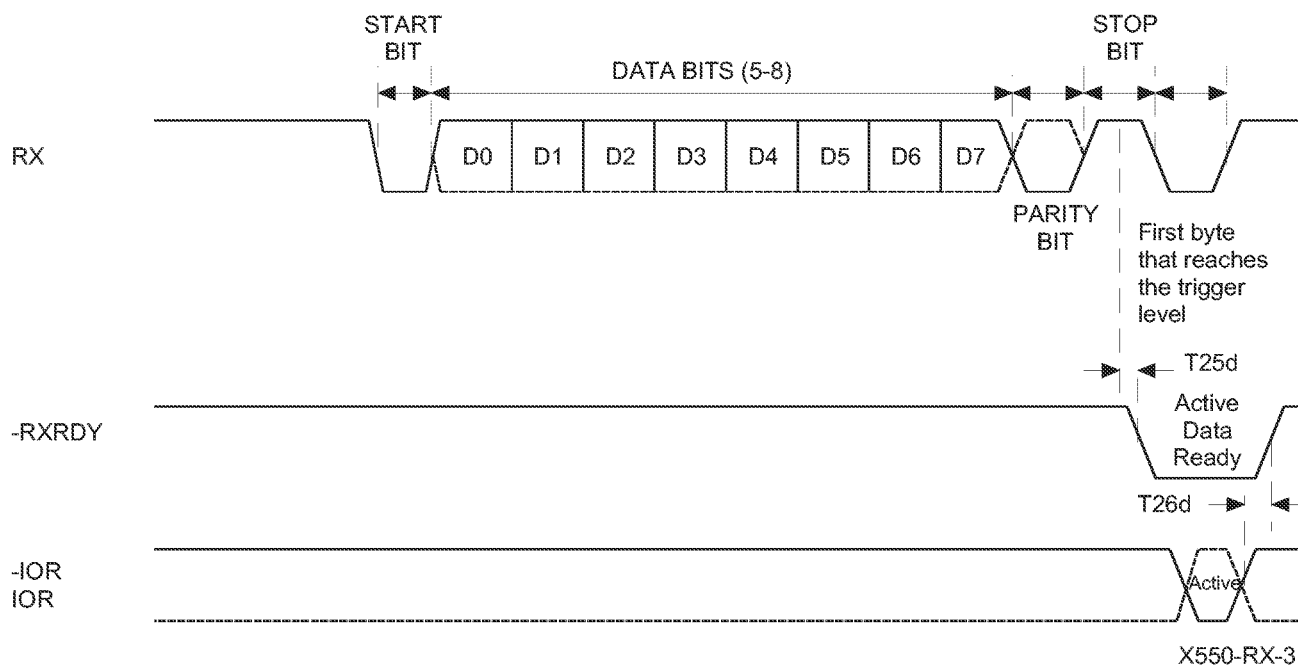 START
BIT
STOP
BIT
DATA BITS (5-8)
RX
D0 D1 D2 D3 D4 D5 D6 D7
PARITY
BIT
First byte
that reaches
the trigger
level
T25d
-RXRDY
Active
Data
Ready
T26d
-IOR
IOR
Active
X550-RX-3